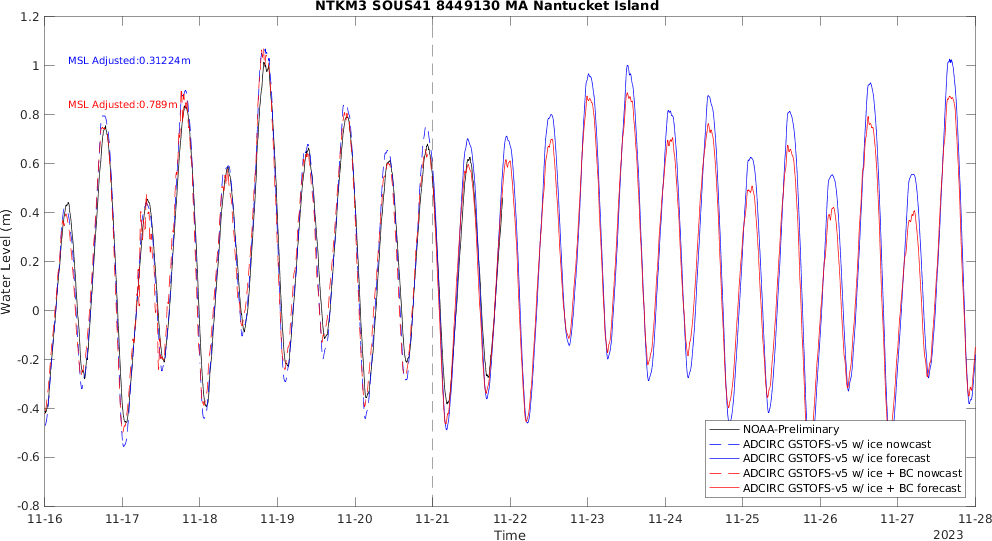 NTKM3 SOUS41 8449130 MA Nantucket Island
1.2
1
0.8
0.6
0.4
0.2
0
-0.2
-0.4
-0.6
-0.8
Water Level (m)
MSL Adjusted:0.31224m
MSL Adjusted:0.789m
NOAA-Preliminary
ADCIRC GSTOFS-v5 w/ ice nowcast
ADCIRC GSTOFS-v5 w/ ice forecast
ADCIRC GSTOFS-v5 w/ ice + BC nowcast
ADCIRC GSTOFS-v5 w/ ice + BC forecast
11-16 11-17 11-18 11-19 11-20 11-21 11-22 11-23 11-24 11-25 11-26 11-27 11-28
Time
2023